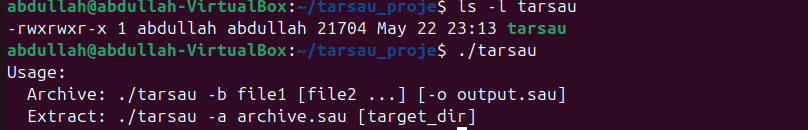 abdullah@abdullah-VirtualBox:~/tarsau_proje$ ls -l tarsau
-rwxrwxr-x 1 abdullah abdullah 21704 May 22 23:13 tarsau
abdullah@abdullah-VirtualBox:~/tarsau_proje$ ./tarsau
Usage:
  Archive: ./tarsau -b file1 [file2 ...] [-o output.sau]
  Extract: ./tarsau -a archive.sau [target_dir]